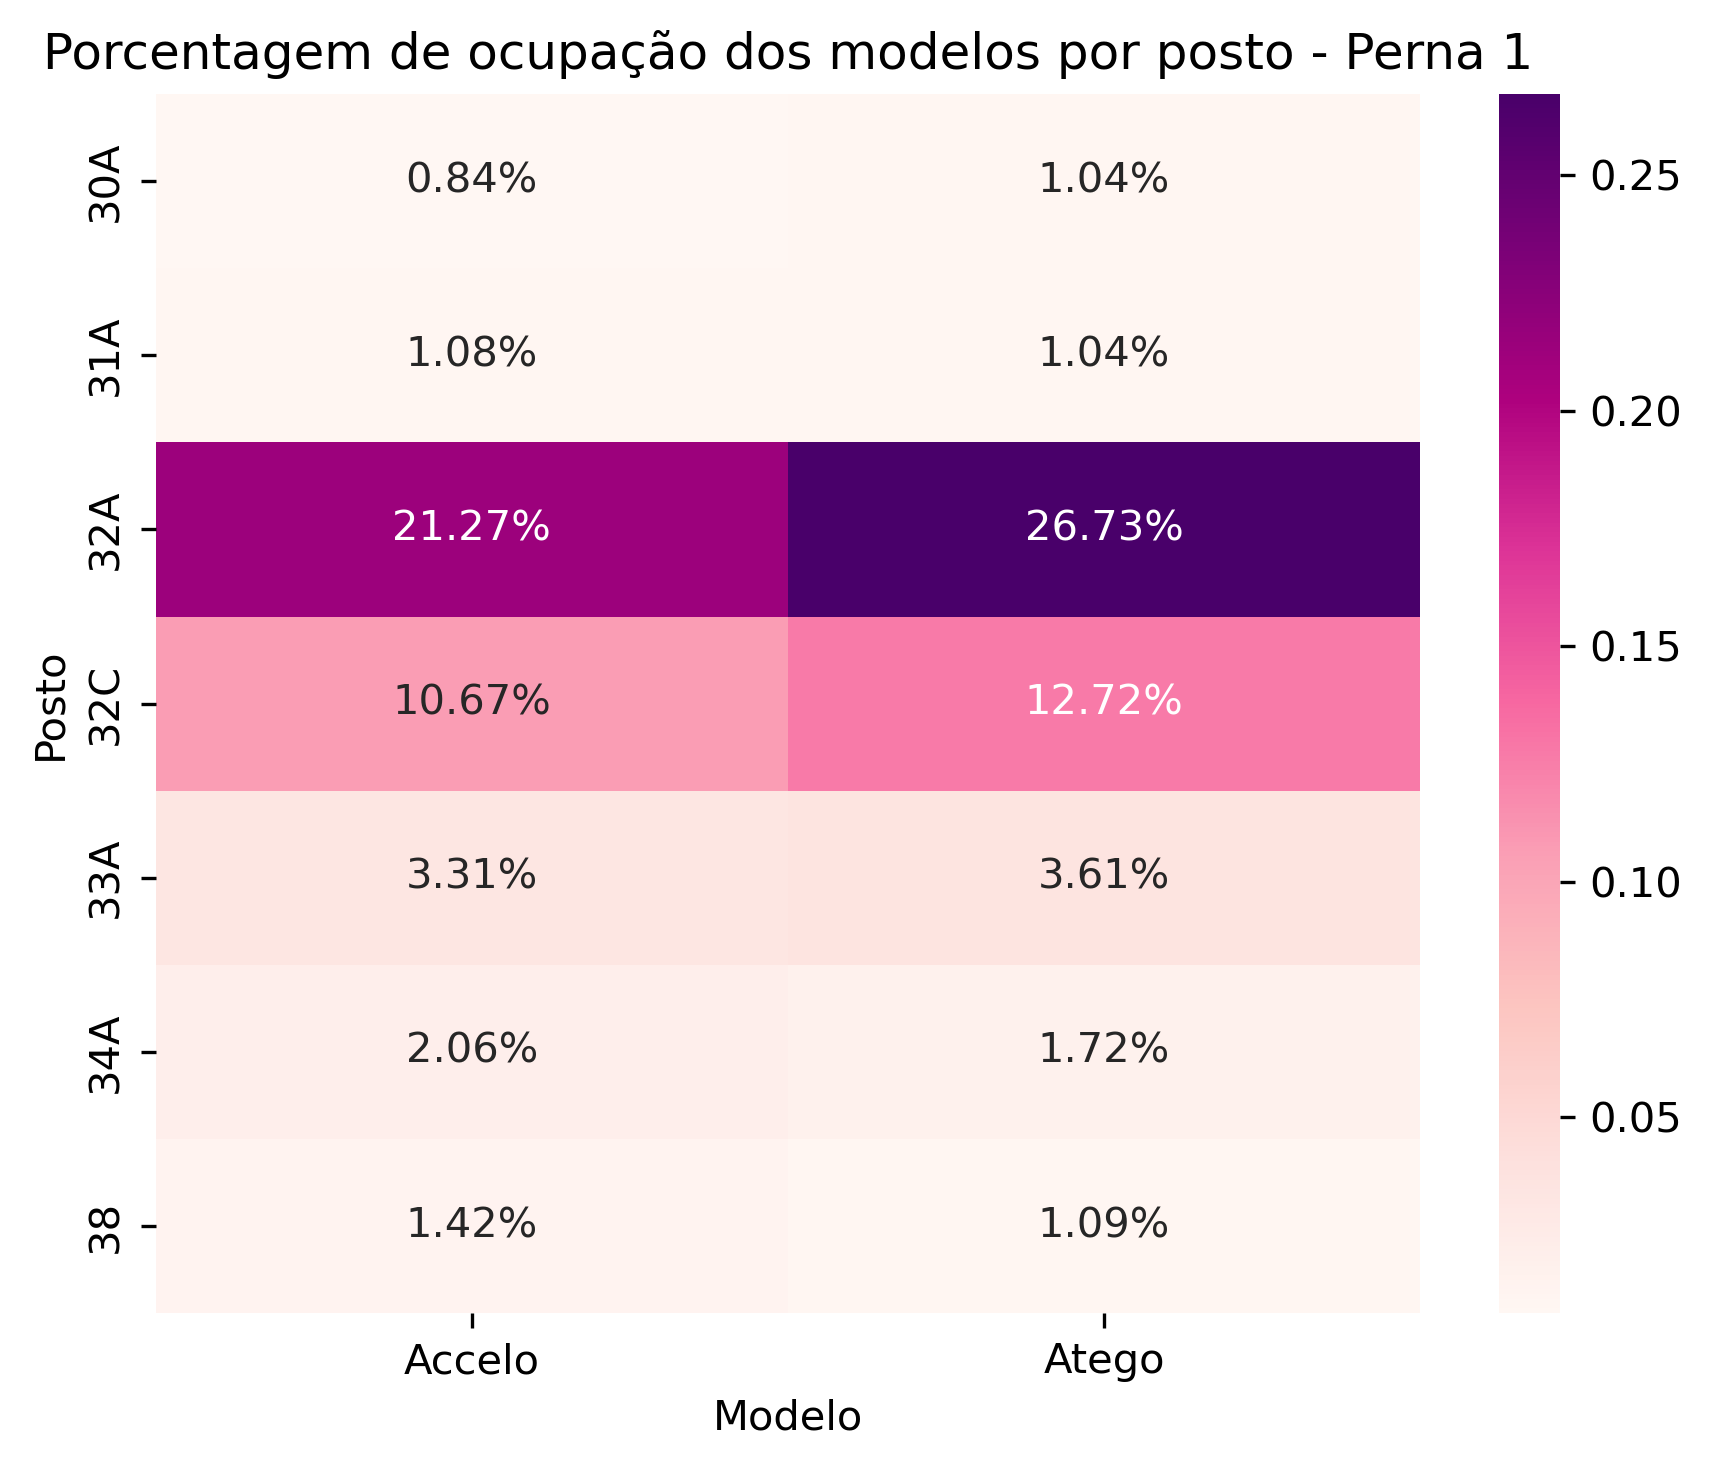 Porcentagem de ocupação dos modelos por posto - Perna 1
30A
0.84%
1.04%
31A
1.08%
1.04%
32A
21.27%
26.73%
32C
10.67%
12.72%
33A
3.31%
3.61%
34A
2.06%
1.72%
38
1.42%
1.09%
Posto
Accelo
Atego
Modelo
0.25
0.20
0.15
0.10
0.05